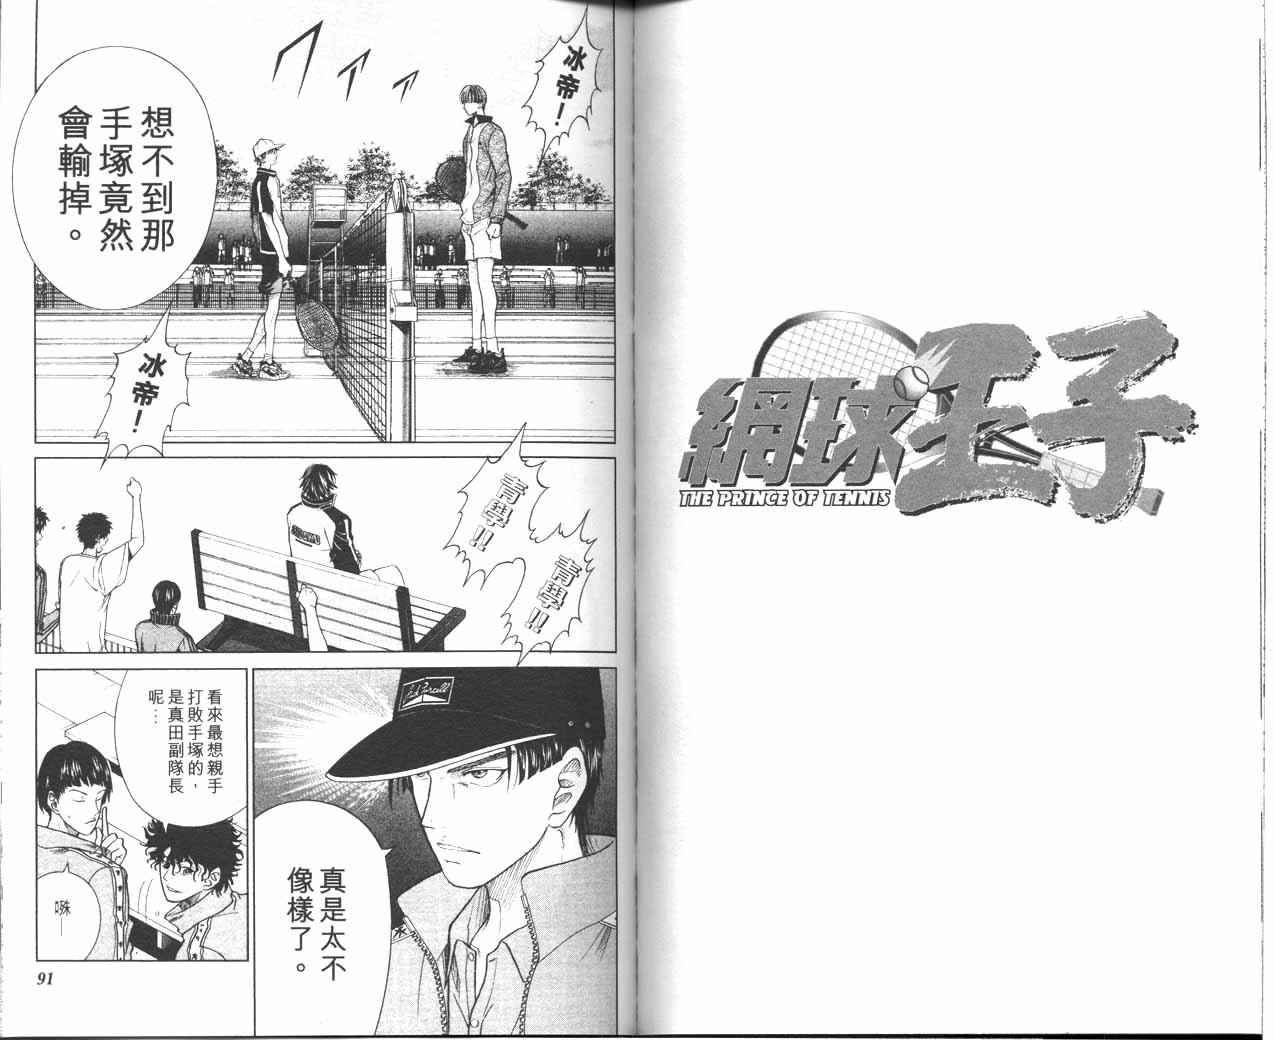 網球王子
THE PRINCE OF TENNIS
冰帝！
想不到那
手塚竟然
會輸掉。
冰帝！
青學!!
青學!!
真是太不
像樣了。
看來最想親手
打敗手塚的，
是真田副隊長
呢…
91